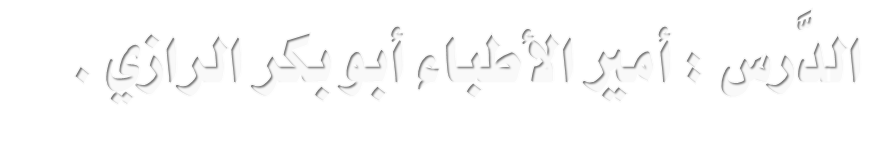 الدَّرس : أمير الأطباء أبو بكر الرازي .